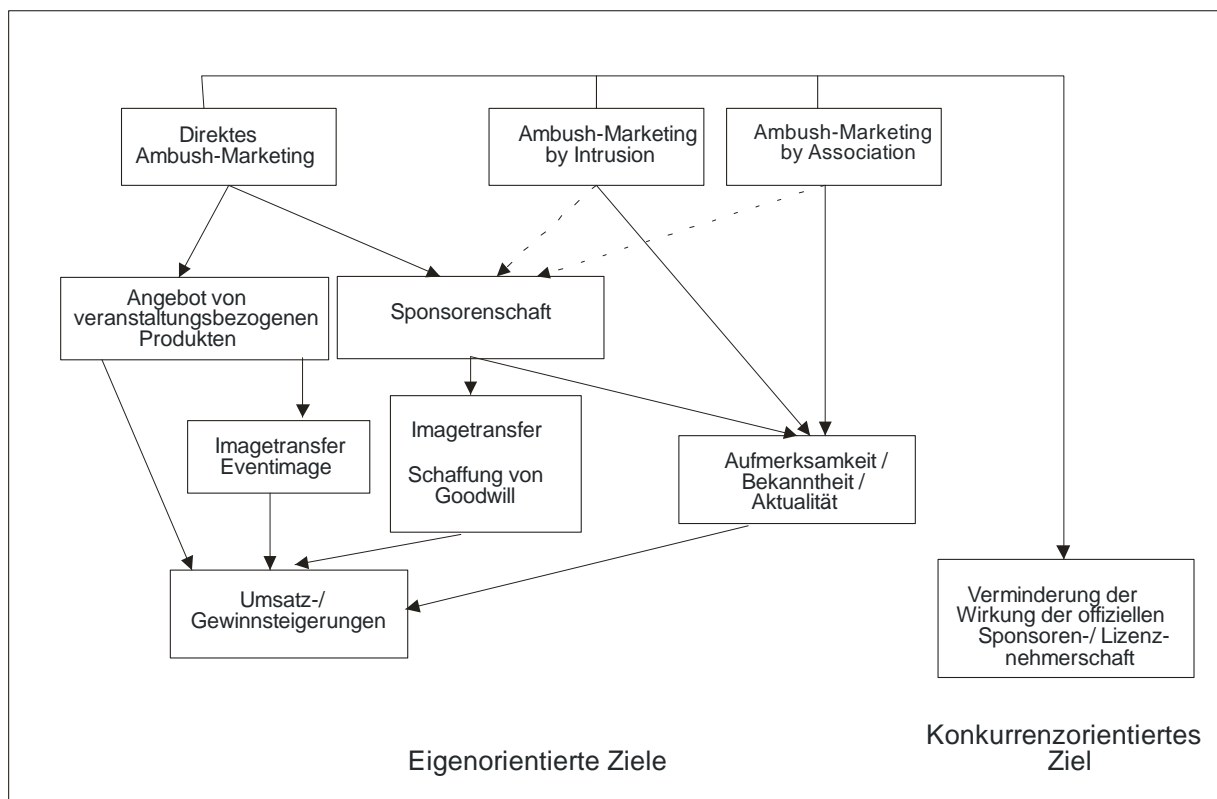 Direktes
Ambush-Marketing
Ambush-Marketing
by Intrusion
Ambush-Marketing
by Association
Angebot von
veranstaltungsbezogenen
Produkten
Sponsorenschaft
Imagetransfer
Eventimage
Imagetransfer
Schaffung von
Goodwill
Aufmerksamkeit /
Bekanntheit /
Aktualität
Umsatz-/
Gewinnsteigerungen
Verminderung der
Wirkung der offiziellen
Sponsoren-/ Lizenz-
nehmerschaft
Eigenorientierte Ziele
Konkurrenzorientiertes
Ziel